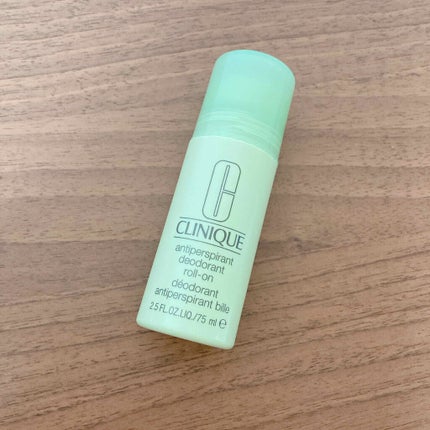 C
CLINIQUE
antiperspirant
deodorant
roll-on
déodorant
antiperspirant bille
2.5 FL.OZ.LIQ./75 ml ℮